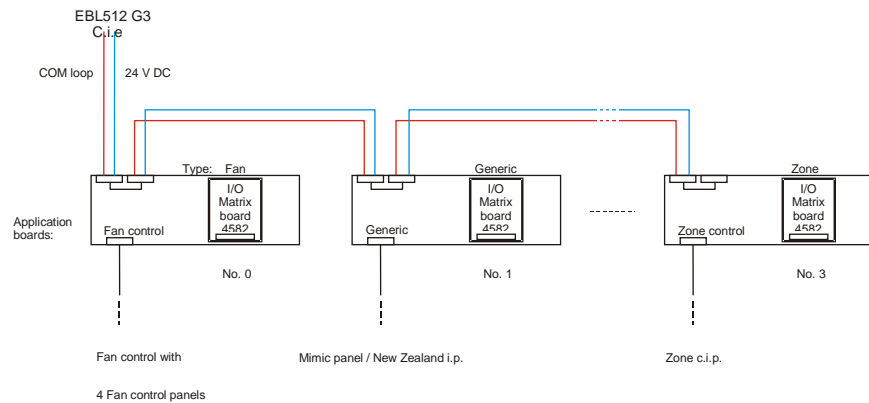 EBL512 G3
C.i.e
COM loop
24 V DC
Type: Fan
Generic
Zone
I/O
Matrix
board
4582
I/O
Matrix
board
4582
I/O
Matrix
board
4582
Application
boards:
Fan control
Generic
Zone control
No. 0
No. 1
No. 3
Fan control with
4 Fan control panels
Mimic panel / New Zealand i.p.
Zone c.i.p.